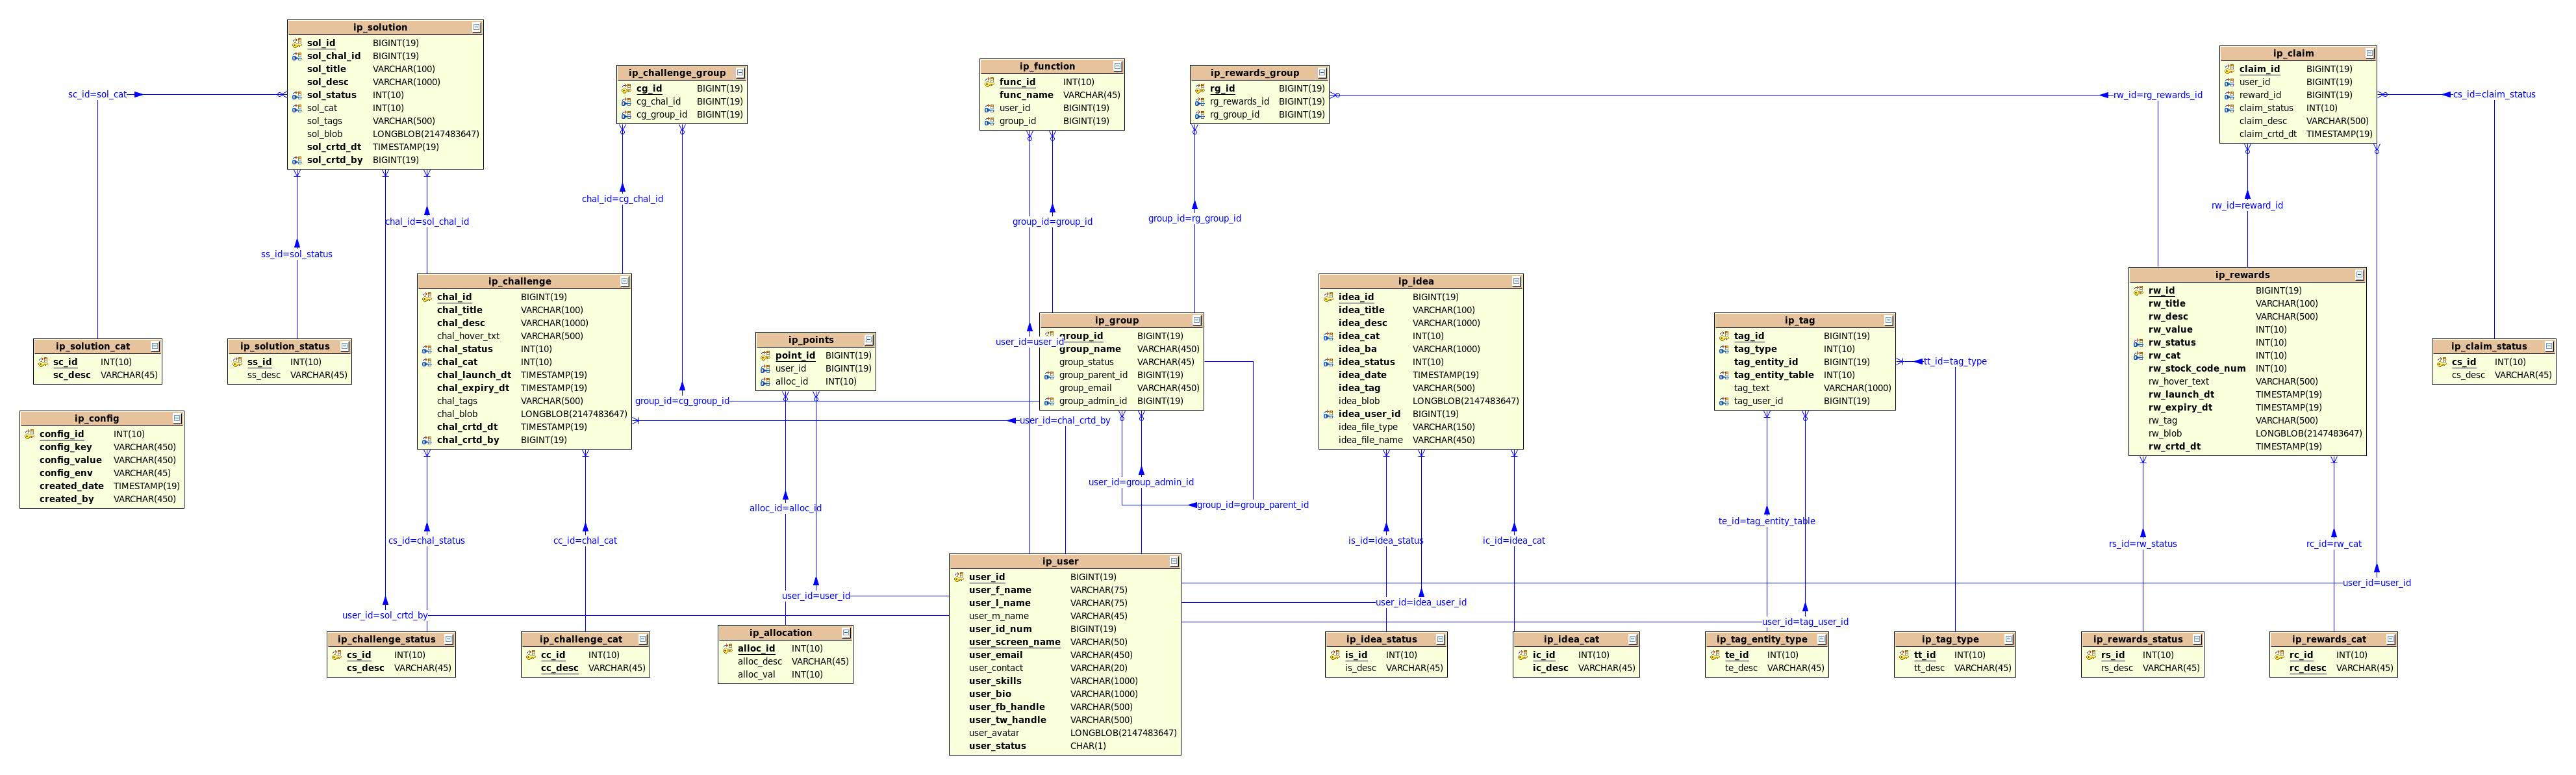 ip_solution
sol_id BIGINT(19)
sol_chal_id BIGINT(19)
sol_title VARCHAR(100)
sol_desc VARCHAR(1000)
sol_status INT(10)
sol_cat INT(10)
sol_tags VARCHAR(500)
sol_blob LONGBLOB(2147483647)
sol_crtd_dt TIMESTAMP(19)
sol_crtd_by BIGINT(19)
ip_challenge_group
cg_id BIGINT(19)
cg_chal_id BIGINT(19)
cg_group_id BIGINT(19)
ip_function
func_id INT(10)
func_name VARCHAR(45)
user_id BIGINT(19)
group_id BIGINT(19)
ip_rewards_group
rg_id BIGINT(19)
rg_rewards_id BIGINT(19)
rg_group_id BIGINT(19)
ip_claim
claim_id BIGINT(19)
user_id BIGINT(19)
reward_id BIGINT(19)
claim_status INT(10)
claim_desc VARCHAR(500)
claim_crtd_dt TIMESTAMP(19)
sc_id=sol_cat
rw_id=rg_rewards_id
cs_id=claim_status
chal_id=cg_chal_id
chal_id=sol_chal_id
group_id=group_id
group_id=rg_group_id
rw_id=reward_id
ss_id=sol_status
ip_solution_cat
sc_id INT(10)
sc_desc VARCHAR(45)
ip_solution_status
ss_id INT(10)
ss_desc VARCHAR(45)
ip_challenge
chal_id BIGINT(19)
chal_title VARCHAR(100)
chal_desc VARCHAR(1000)
chal_hover_txt VARCHAR(500)
chal_status INT(10)
chal_cat INT(10)
chal_launch_dt TIMESTAMP(19)
chal_expiry_dt TIMESTAMP(19)
chal_tags VARCHAR(500)
chal_blob LONGBLOB(2147483647)
chal_crtd_dt TIMESTAMP(19)
chal_crtd_by BIGINT(19)
ip_points
point_id BIGINT(19)
user_id BIGINT(19)
alloc_id INT(10)
user_id=user_id
ip_group
group_id BIGINT(19)
group_name VARCHAR(450)
group_status VARCHAR(45)
group_parent_id BIGINT(19)
group_email VARCHAR(450)
group_admin_id BIGINT(19)
ip_idea
idea_id BIGINT(19)
idea_title VARCHAR(100)
idea_desc VARCHAR(1000)
idea_cat INT(10)
idea_ba VARCHAR(1000)
idea_status INT(10)
idea_date TIMESTAMP(19)
idea_tag VARCHAR(500)
idea_blob LONGBLOB(2147483647)
idea_user_id BIGINT(19)
idea_file_type VARCHAR(150)
idea_file_name VARCHAR(450)
ip_tag
tag_id BIGINT(19)
tag_type INT(10)
tag_entity_id BIGINT(19)
tag_entity_table INT(10)
tag_text VARCHAR(1000)
tag_user_id BIGINT(19)
tt_id=tag_type
ip_rewards
rw_id BIGINT(19)
rw_title VARCHAR(100)
rw_desc VARCHAR(500)
rw_value INT(10)
rw_status INT(10)
rw_cat INT(10)
rw_stock_code_num INT(10)
rw_hover_text VARCHAR(500)
rw_launch_dt TIMESTAMP(19)
rw_expiry_dt TIMESTAMP(19)
rw_tag VARCHAR(500)
rw_blob LONGBLOB(2147483647)
rw_crtd_dt TIMESTAMP(19)
ip_claim_status
cs_id INT(10)
cs_desc VARCHAR(45)
ip_config
config_id INT(10)
config_key VARCHAR(450)
config_value VARCHAR(450)
config_env VARCHAR(45)
created_date TIMESTAMP(19)
created_by VARCHAR(450)
group_id=cg_group_id
user_id=chal_crtd_by
user_id=group_admin_id
group_id=group_parent_id
alloc_id=alloc_id
te_id=tag_entity_table
cs_id=chal_status
cc_id=chal_cat
is_id=idea_status
ic_id=idea_cat
rs_id=rw_status
rc_id=rw_cat
user_id=user_id
user_id=user_id
user_id=idea_user_id
user_id=sol_crtd_by
user_id=tag_user_id
ip_user
user_id BIGINT(19)
user_f_name VARCHAR(75)
user_l_name VARCHAR(75)
user_m_name VARCHAR(45)
user_id_num BIGINT(19)
user_screen_name VARCHAR(50)
user_email VARCHAR(450)
user_contact VARCHAR(20)
user_skills VARCHAR(1000)
user_bio VARCHAR(1000)
user_fb_handle VARCHAR(500)
user_tw_handle VARCHAR(500)
user_avatar LONGBLOB(2147483647)
user_status CHAR(1)
ip_challenge_status
cs_id INT(10)
cs_desc VARCHAR(45)
ip_challenge_cat
cc_id INT(10)
cc_desc VARCHAR(45)
ip_allocation
alloc_id INT(10)
alloc_desc VARCHAR(45)
alloc_val INT(10)
ip_idea_status
is_id INT(10)
is_desc VARCHAR(45)
ip_idea_cat
ic_id INT(10)
ic_desc VARCHAR(45)
ip_tag_entity_type
te_id INT(10)
te_desc VARCHAR(45)
ip_tag_type
tt_id INT(10)
tt_desc VARCHAR(45)
ip_rewards_status
rs_id INT(10)
rs_desc VARCHAR(45)
ip_rewards_cat
rc_id INT(10)
rc_desc VARCHAR(45)